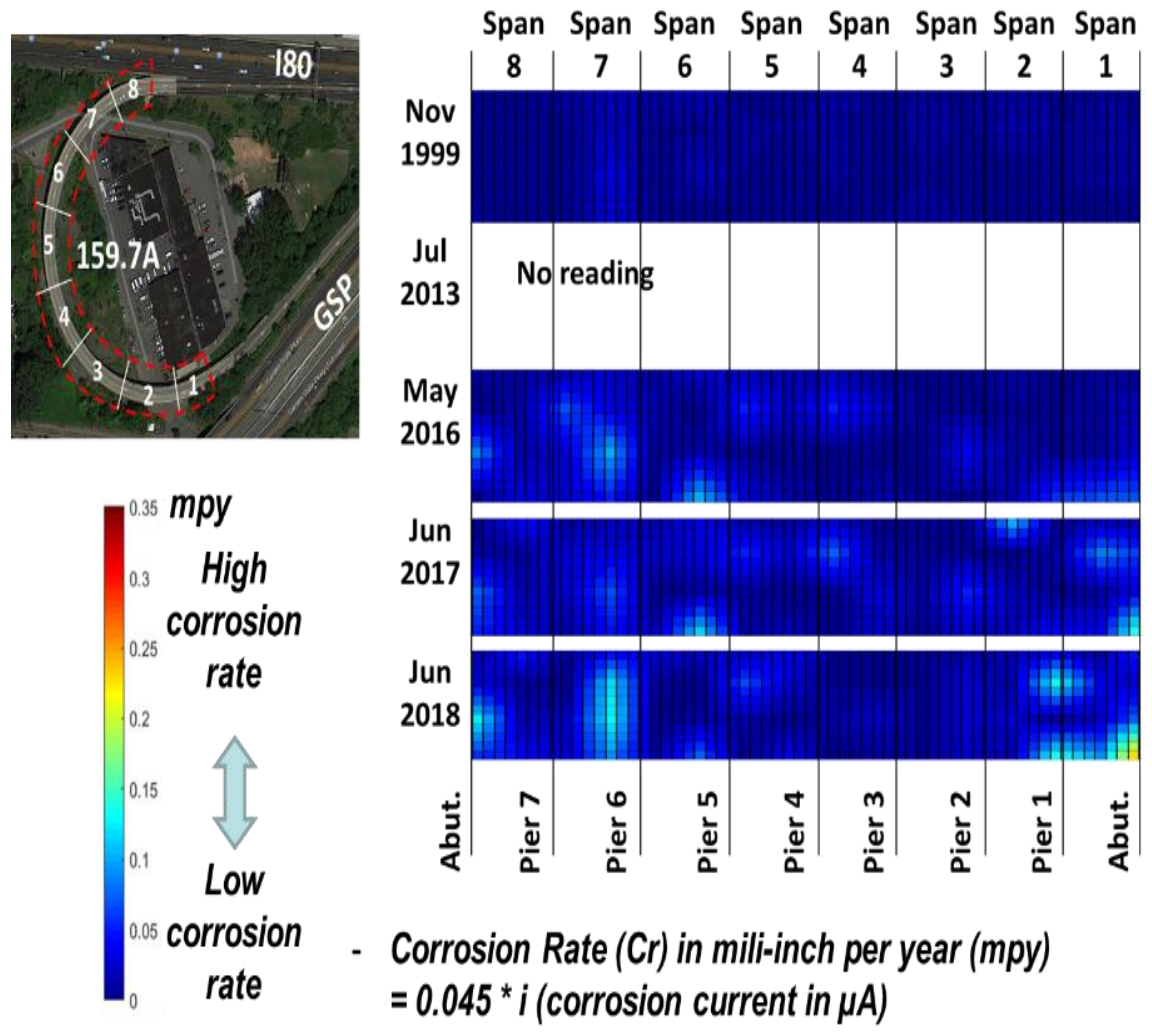 Span Span Span Span Span Span Span Span
8 7 6 5 4 3 2 1
I80
8
7
6
5
4
3
2
1
159.7A
GSP
Nov
1999
Jul
2013
No reading
May
2016
Jun
2017
Jun
2018
mpy
0.35
0.3
0.25
0.2
0.15
0.1
0.05
0
High
corrosion
rate
Low
corrosion
rate
Abut.
Pier 7
Pier 6
Pier 5
Pier 4
Pier 3
Pier 2
Pier 1
Abut.
- Corrosion Rate (Cr) in mili-inch per year (mpy)
= 0.045 * i (corrosion current in µA)